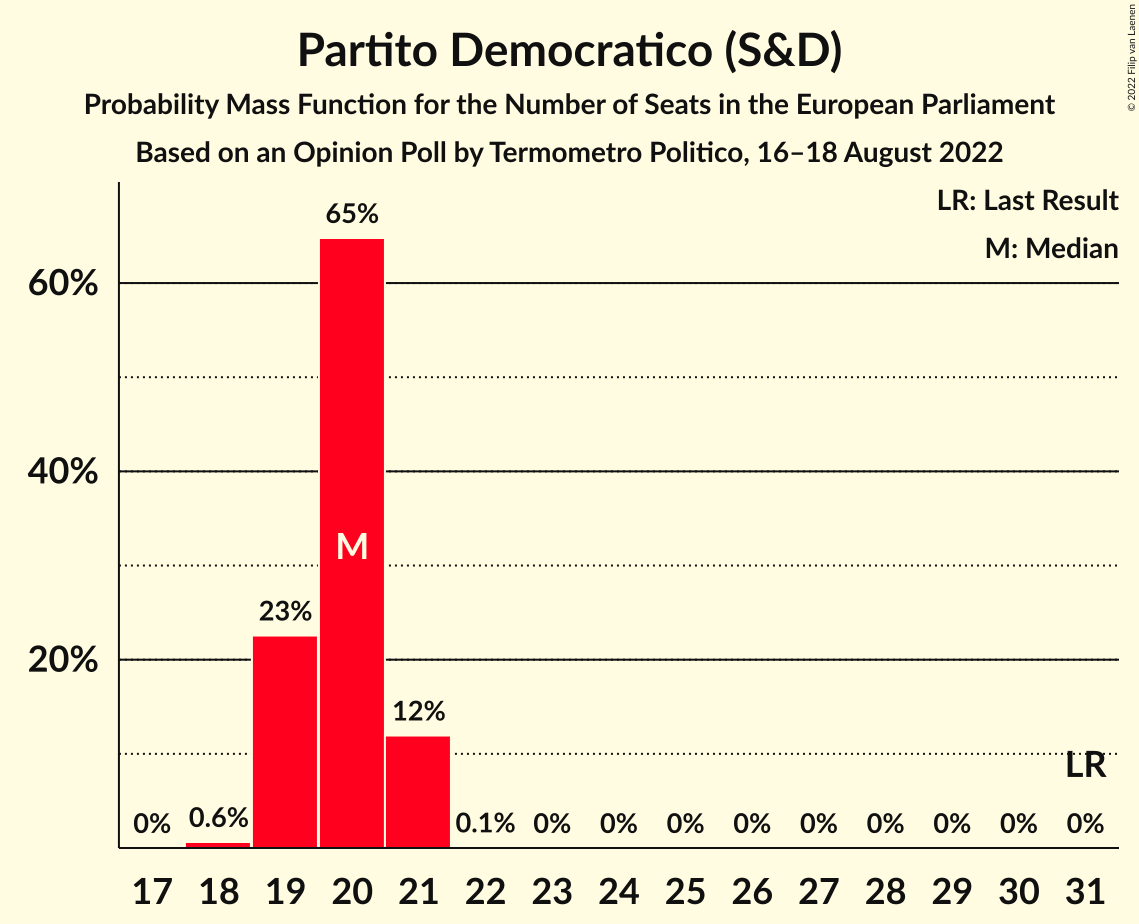 Partito Democratico (S&D)
Probability Mass Function for the Number of Seats in the European Parliament
Based on an Opinion Poll by Termometro Politico, 16–18 August 2022
© 2022 Filip van Laenen
LR: Last Result
M: Median
65%
60%
40%
M
23%
20%
12%
LR
0% 0.6% 0.1% 0% 0% 0% 0% 0% 0% 0% 0% 0%
17 18 19 20 21 22 23 24 25 26 27 28 29 30 31